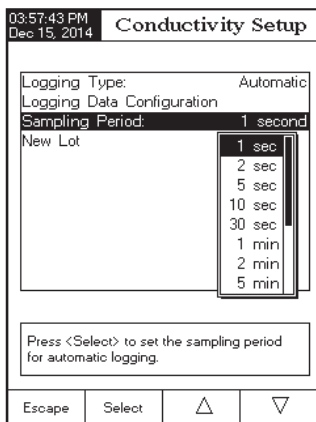 03:57:43 PM
Dec 15, 2014
Conductivity Setup
Logging Type: Automatic
Logging Data Configuration
Sampling Period: 1 second
New Lot
1 sec
2 sec
5 sec
10 sec
30 sec
1 min
2 min
5 min
Press <Select> to set the sampling period
for automatic logging.
Escape Select △ ▽